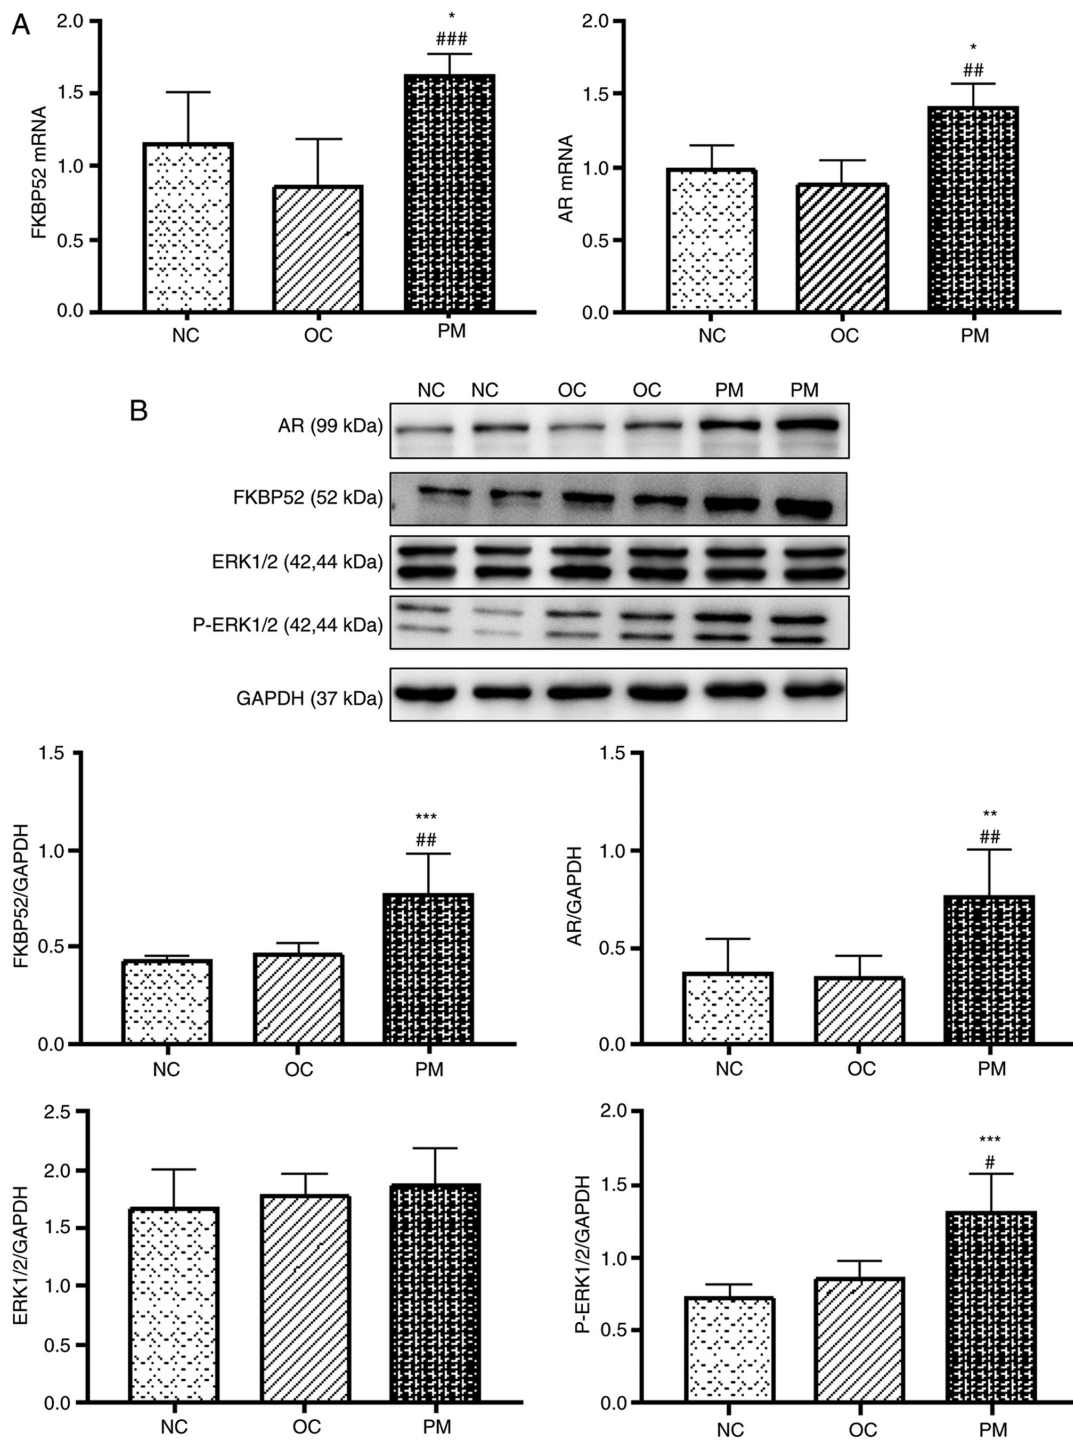 A
FKBP52 mRNA
2.0
1.5
1.0
0.5
0.0
*
###
NC
OC
PM
AR mRNA
2.0
1.5
1.0
0.5
0.0
*
##
NC
OC
PM
B
NC NC OC OC PM PM
AR (99 kDa)
FKBP52 (52 kDa)
ERK1/2 (42,44 kDa)
P-ERK1/2 (42,44 kDa)
GAPDH (37 kDa)
FKBP52/GAPDH
1.5
1.0
0.5
0.0
***
##
NC
OC
PM
AR/GAPDH
1.5
1.0
0.5
0.0
**
##
NC
OC
PM
ERK1/2/GAPDH
2.5
2.0
1.5
1.0
0.5
0.0
NC
OC
PM
P-ERK1/2/GAPDH
2.0
1.5
1.0
0.5
0.0
***
#
NC
OC
PM